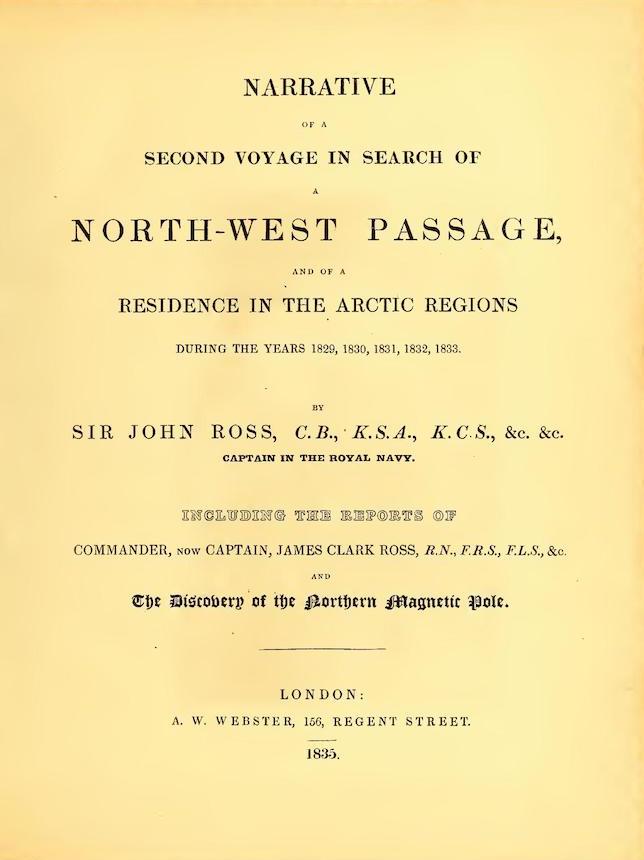 NARRATIVE
OF A
SECOND VOYAGE IN SEARCH OF
A
NORTH-WEST PASSAGE,
AND OF A
RESIDENCE IN THE ARCTIC REGIONS
DURING THE YEARS 1829, 1830, 1831, 1832, 1833.
BY
SIR JOHN ROSS, C.B., K.S.A., K.C.S., &c. &c.
CAPTAIN IN THE ROYAL NAVY.
INCLUDING THE REPORTS OF
COMMANDER, NOW CAPTAIN, JAMES CLARK ROSS, R.N., F.R.S., F.L.S., &c.
AND
The Discovery of the Northern Magnetic Pole.
LONDON:
A. W. WEBSTER, 156, REGENT STREET.
1835.